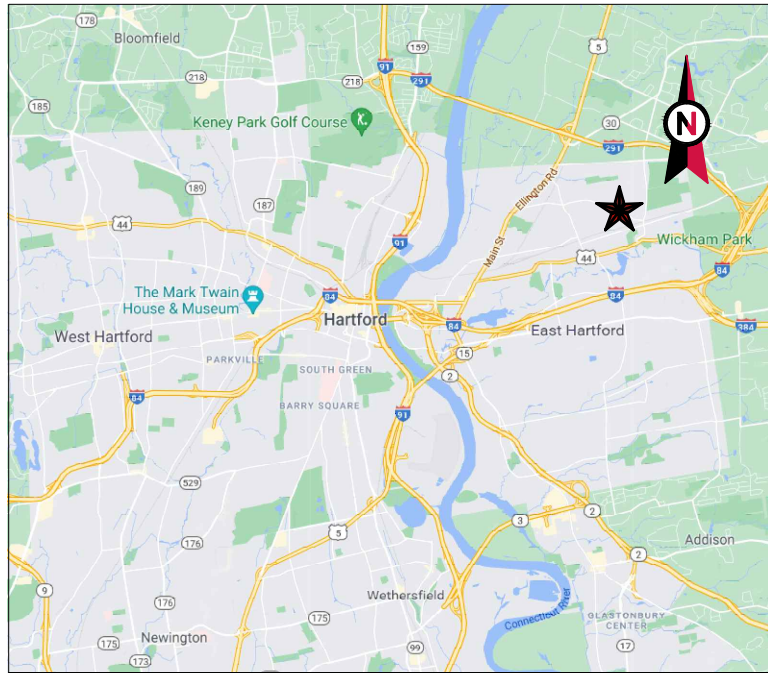 178
Bloomfield
159
5
91
218
218
291
185
Keney Park Golf Course
30
N
291
189
Ellington Rd
187
44
Main St
91
Wickham Park
44
84
The Mark Twain
House & Museum
84
84
Hartford
84
East Hartford
384
West Hartford
15
PARKVILLE
SOUTH GREEN
2
84
BARRY SQUARE
91
529
2
3
5
176
Addison
2
9
Wethersfield
176
175
175
Connecticut River
GLASTONBURY
CENTER
Newington
99
17
173